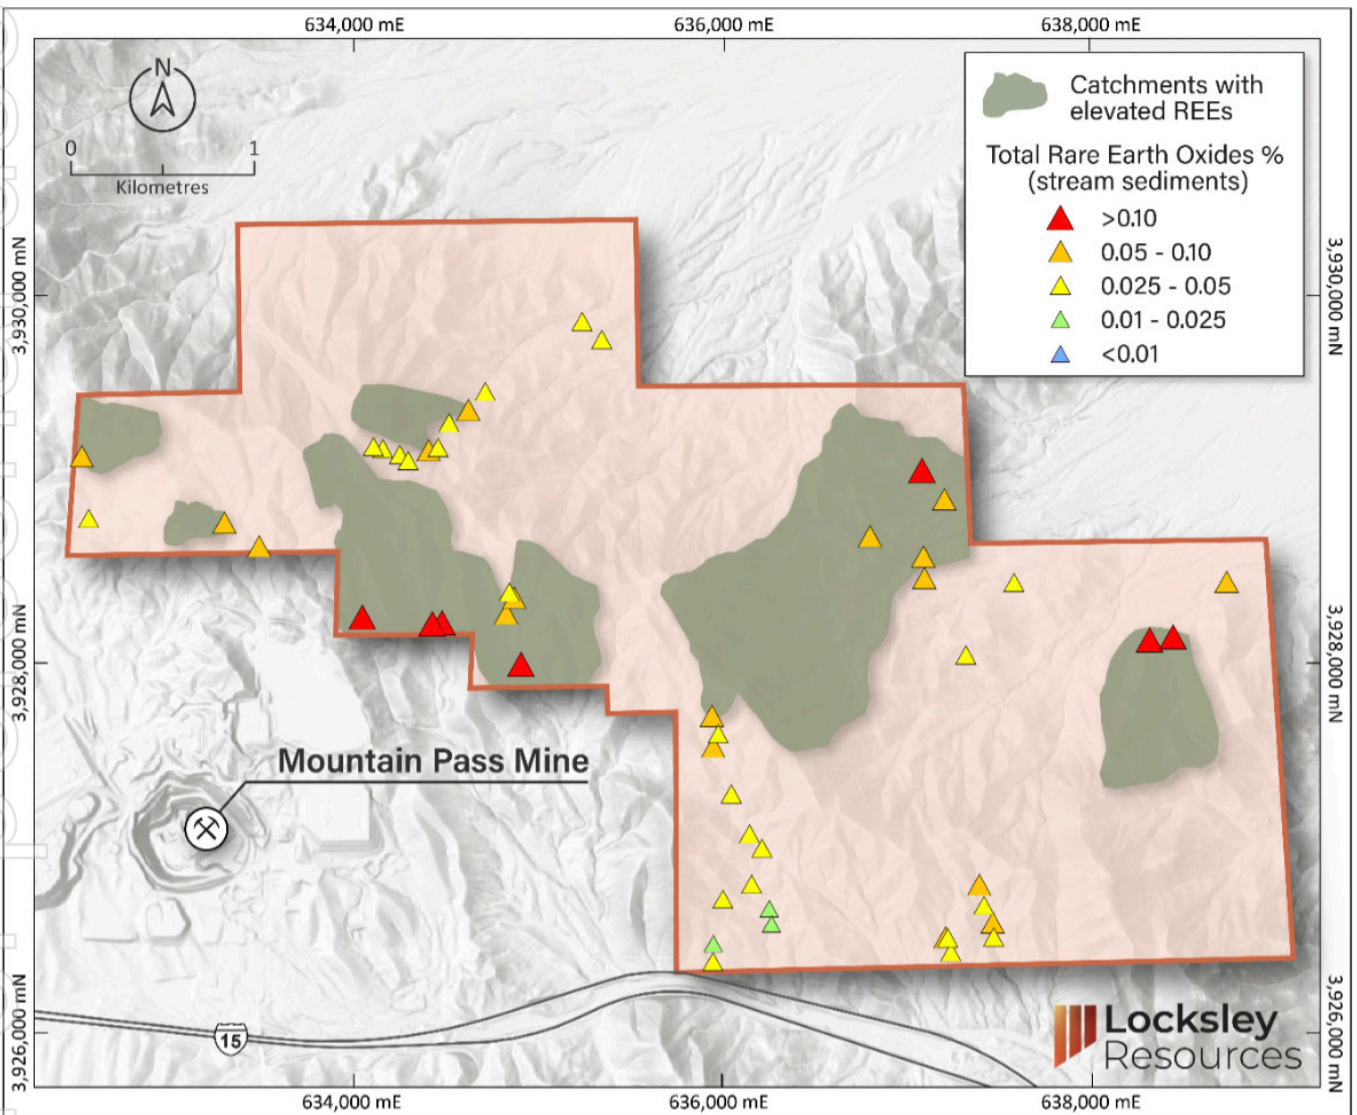 634,000 mE
636,000 mE
638,000 mE
N
0 1
Kilometres
Catchments with
elevated REEs
Total Rare Earth Oxides %
(stream sediments)
>0.10
0.05 - 0.10
0.025 - 0.05
0.01 - 0.025
<0.01
3,930,000 mN
3,930,000 mN
3,928,000 mN
3,928,000 mN
Mountain Pass Mine
3,926,000 mN
3,926,000 mN
15
Locksley
Resources
634,000 mE
636,000 mE
638,000 mE